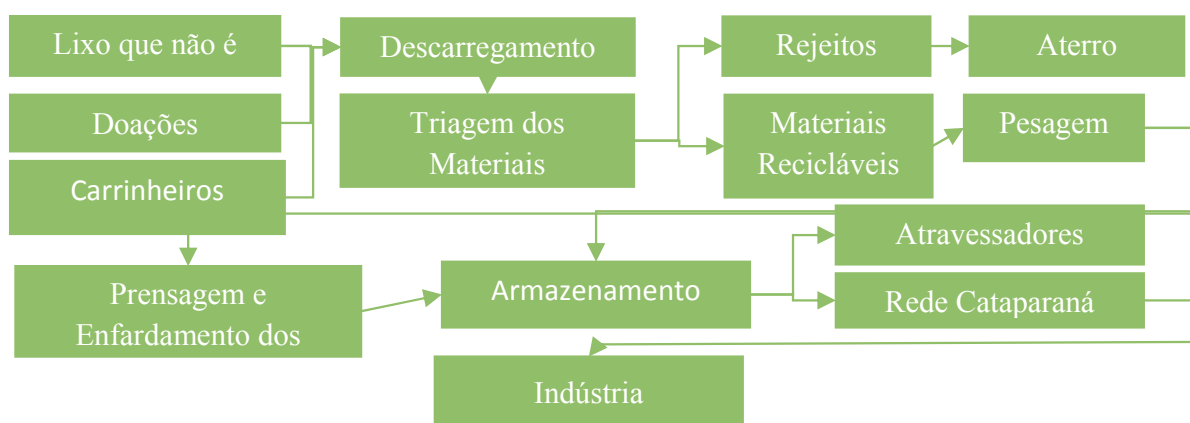 Lixo que não é
Descarregamento
Rejeitos
Aterro
Doações
Triagem dos
Materiais
Materiais
Recicláveis
Pesagem
Carrinheiros
Atravessadores
Prensagem e
Enfardamento dos
Armazenamento
Rede Cataparaná
Indústria